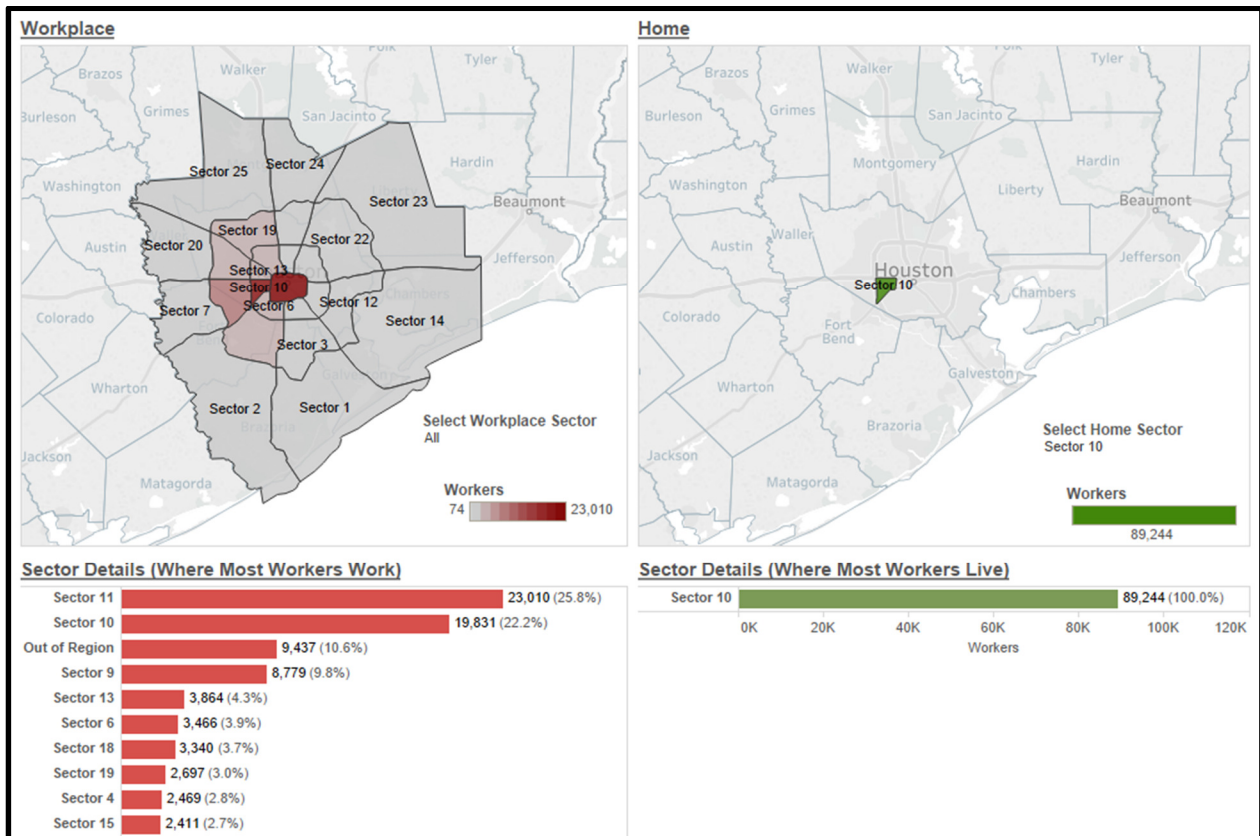 Workplace
Polk
Tyler
Brazos
Walker
Grimes
San Jacinto
Burleson
Sector 24
Sector 25
Hardin
Washington
Liberty
Sector 23
Beaumont
Sector 19
Sector 22
Austin
Waller
Sector 20
Jefferson
Sector 13
Sector 10
Chambers
Sector 12
Sector 7
Sector 6
Colorado
Sector 14
Fort Bend
Sector 3
Galveston
Wharton
Sector 2
Sector 1
Brazoria
Select Workplace Sector
All
Jackson
Matagorda
Workers
74
23,010
Home
Polk
Tyler
Brazos
Walker
Grimes
San Jacinto
Burleson
Montgomery
Hardin
Washington
Liberty
Beaumont
Austin
Waller
Jefferson
Houston
Sector 10
Chambers
Colorado
Fort
Bend
Galveston
Wharton
Brazoria
Select Home Sector
Sector 10
Jackson
Matagorda
Workers
89,244
Sector Details (Where Most Workers Work)
Sector 11 23,010 (25.8%)
Sector 10 19,831 (22.2%)
Out of Region 9,437 (10.6%)
Sector 9 8,779 (9.8%)
Sector 13 3,864 (4.3%)
Sector 6 3,466 (3.9%)
Sector 18 3,340 (3.7%)
Sector 19 2,697 (3.0%)
Sector 4 2,469 (2.8%)
Sector 15 2,411 (2.7%)
Sector Details (Where Most Workers Live)
Sector 10 89,244 (100.0%)
0K 20K 40K 60K 80K 100K 120K
Workers